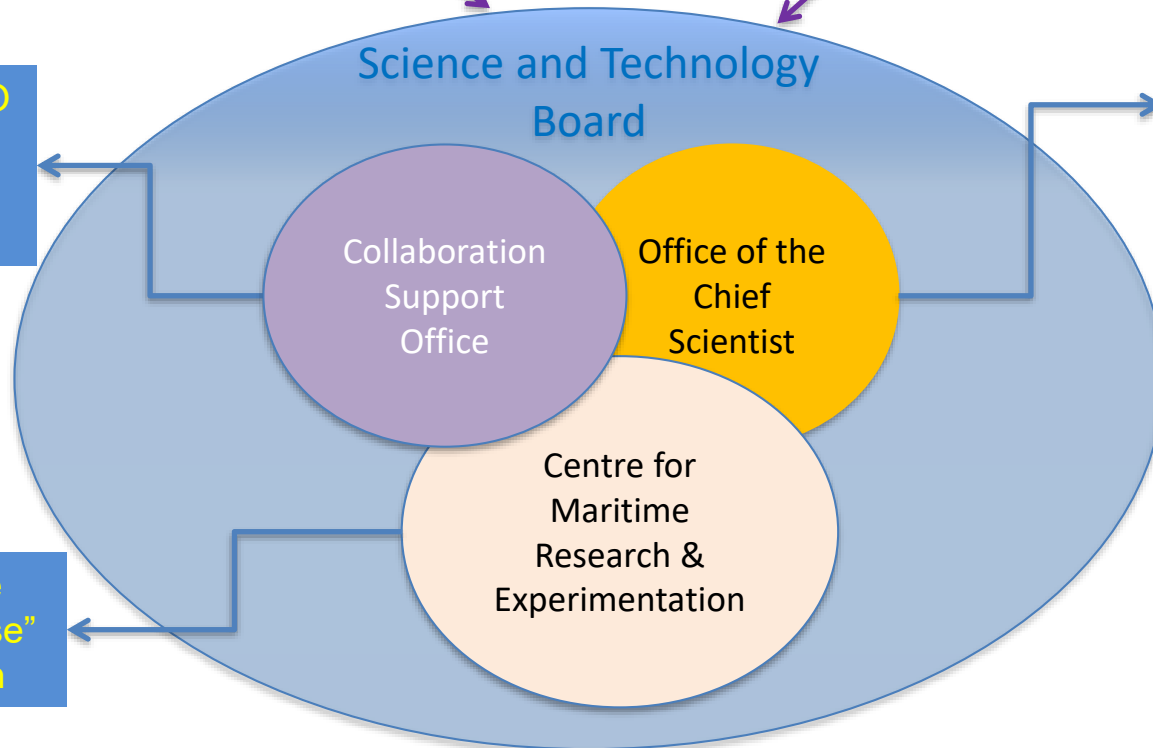 Science and Technology
Board
Collaboration
Support
Office
Office of the
Chief
Scientist
Centre for
Maritime
Research &
Experimentation